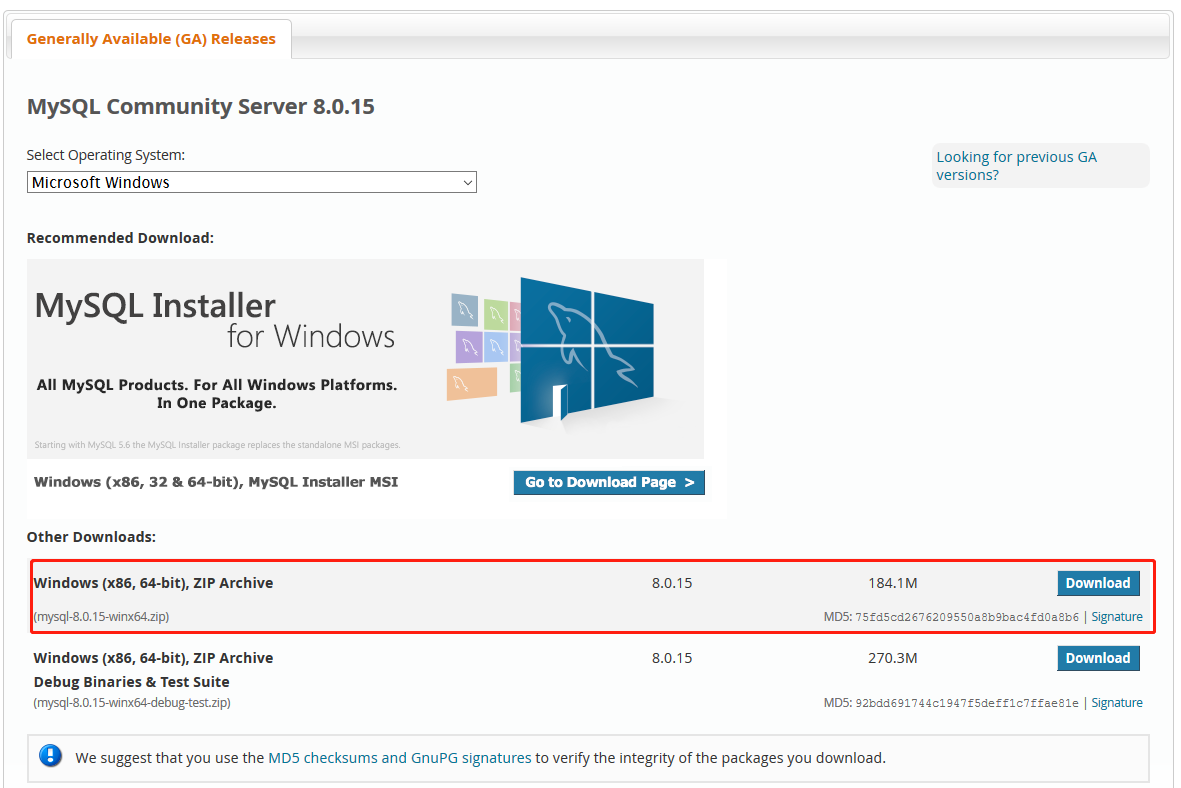 Generally Available (GA) Releases
MySQL Community Server 8.0.15
Select Operating System:
Looking for previous GA
versions?
Microsoft Windows
Recommended Download:
MySQL Installer
for Windows
All MySQL Products. For All Windows Platforms.
In One Package.
Starting with MySQL 5.6 the MySQL Installer package replaces the standalone MSI packages.
Windows (x86, 32 & 64-bit), MySQL Installer MSI
Go to Download Page >
Other Downloads:
Windows (x86, 64-bit), ZIP Archive 8.0.15 184.1M Download
(mysql-8.0.15-winx64.zip) MD5: 75fd5cd2676209550a8b9bac4fd0a8b6 | Signature
Windows (x86, 64-bit), ZIP Archive 8.0.15 270.3M Download
Debug Binaries & Test Suite
(mysql-8.0.15-winx64-debug-test.zip) MD5: 92bdd691744c1947f5deff1c7ffae81e | Signature
We suggest that you use the MD5 checksums and GnuPG signatures to verify the integrity of the packages you download.